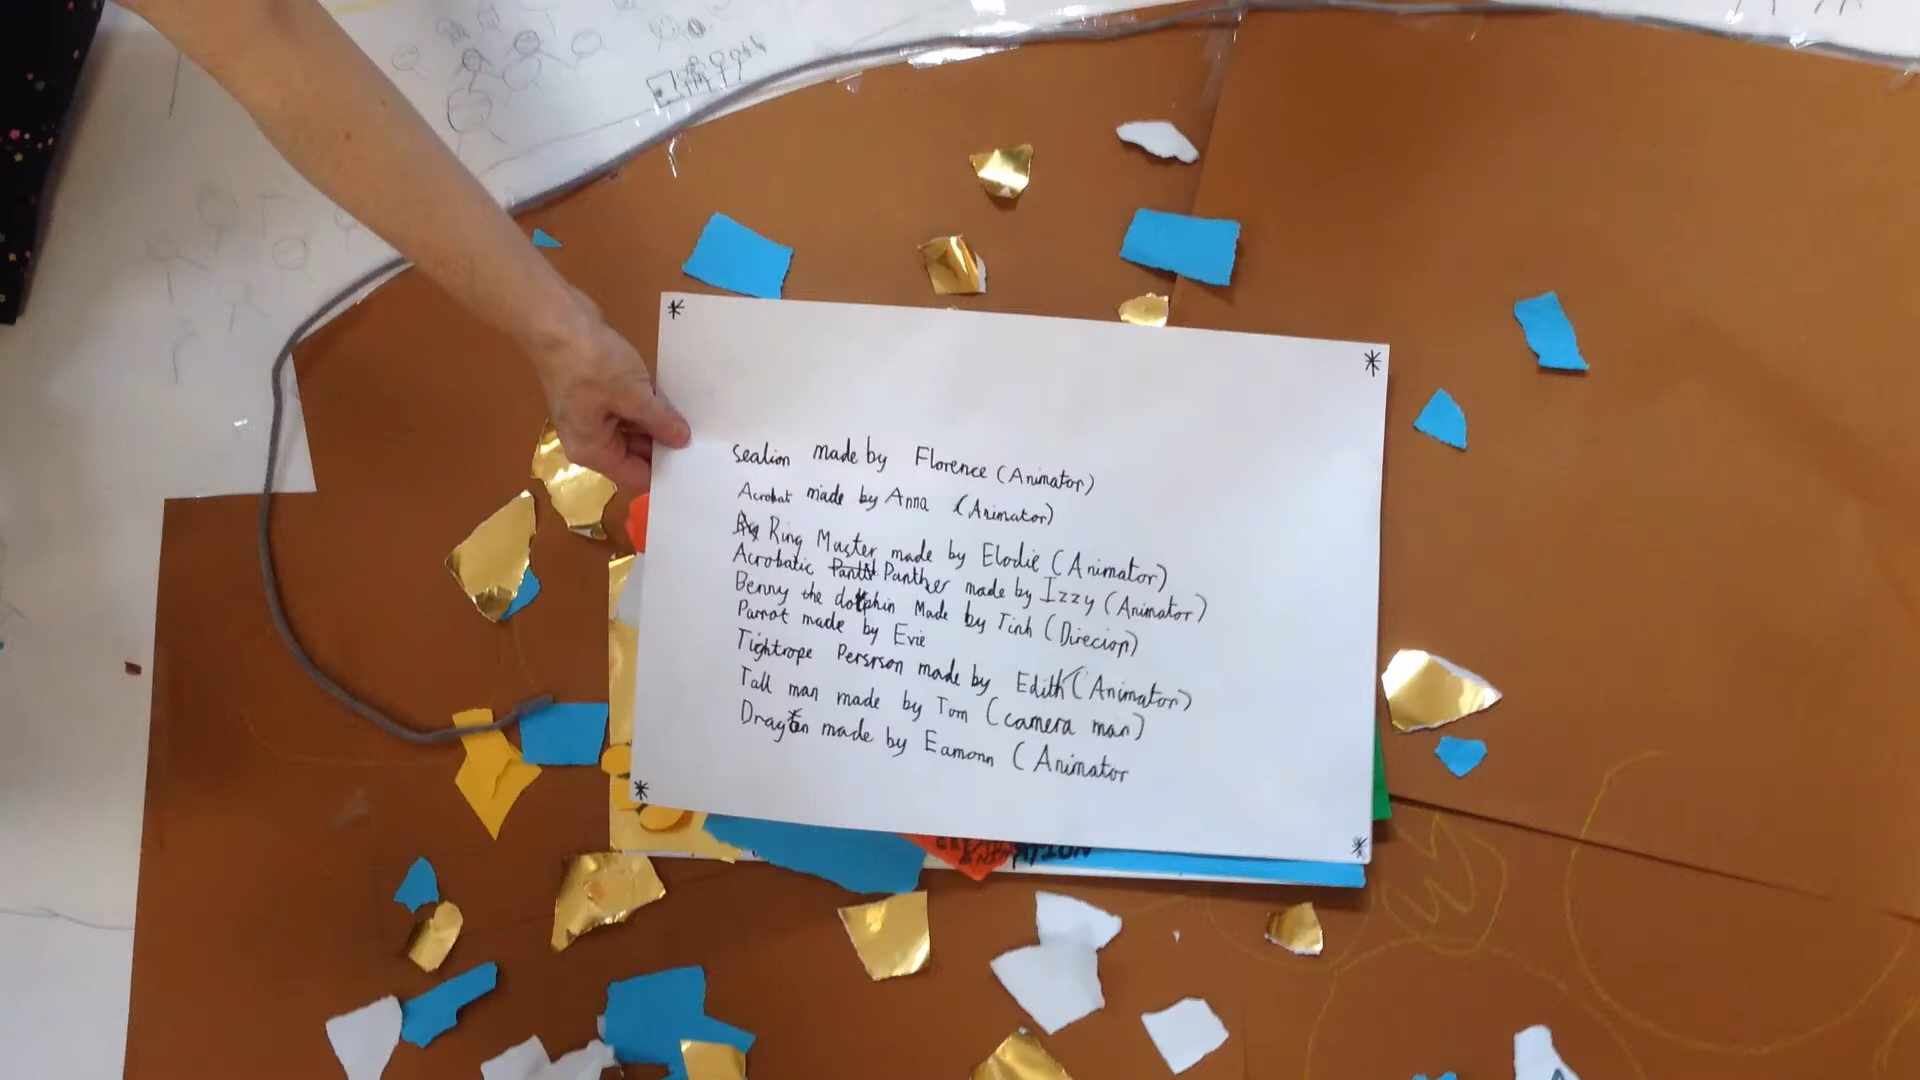 sealion made by Florence (Animator)
Acrobat made by Anna (Animator)
Ring Master made by Elodie (Animator)
Acrobatic Panther made by Izzy (Animator)
Benny the dolphin Made by Tinh (Direcior)
Parrot made by Evie
Tightrope Persrson made by Edith (Animator)
Tall man made by Tom (camera man)
Dragon made by Eamonn (Animator